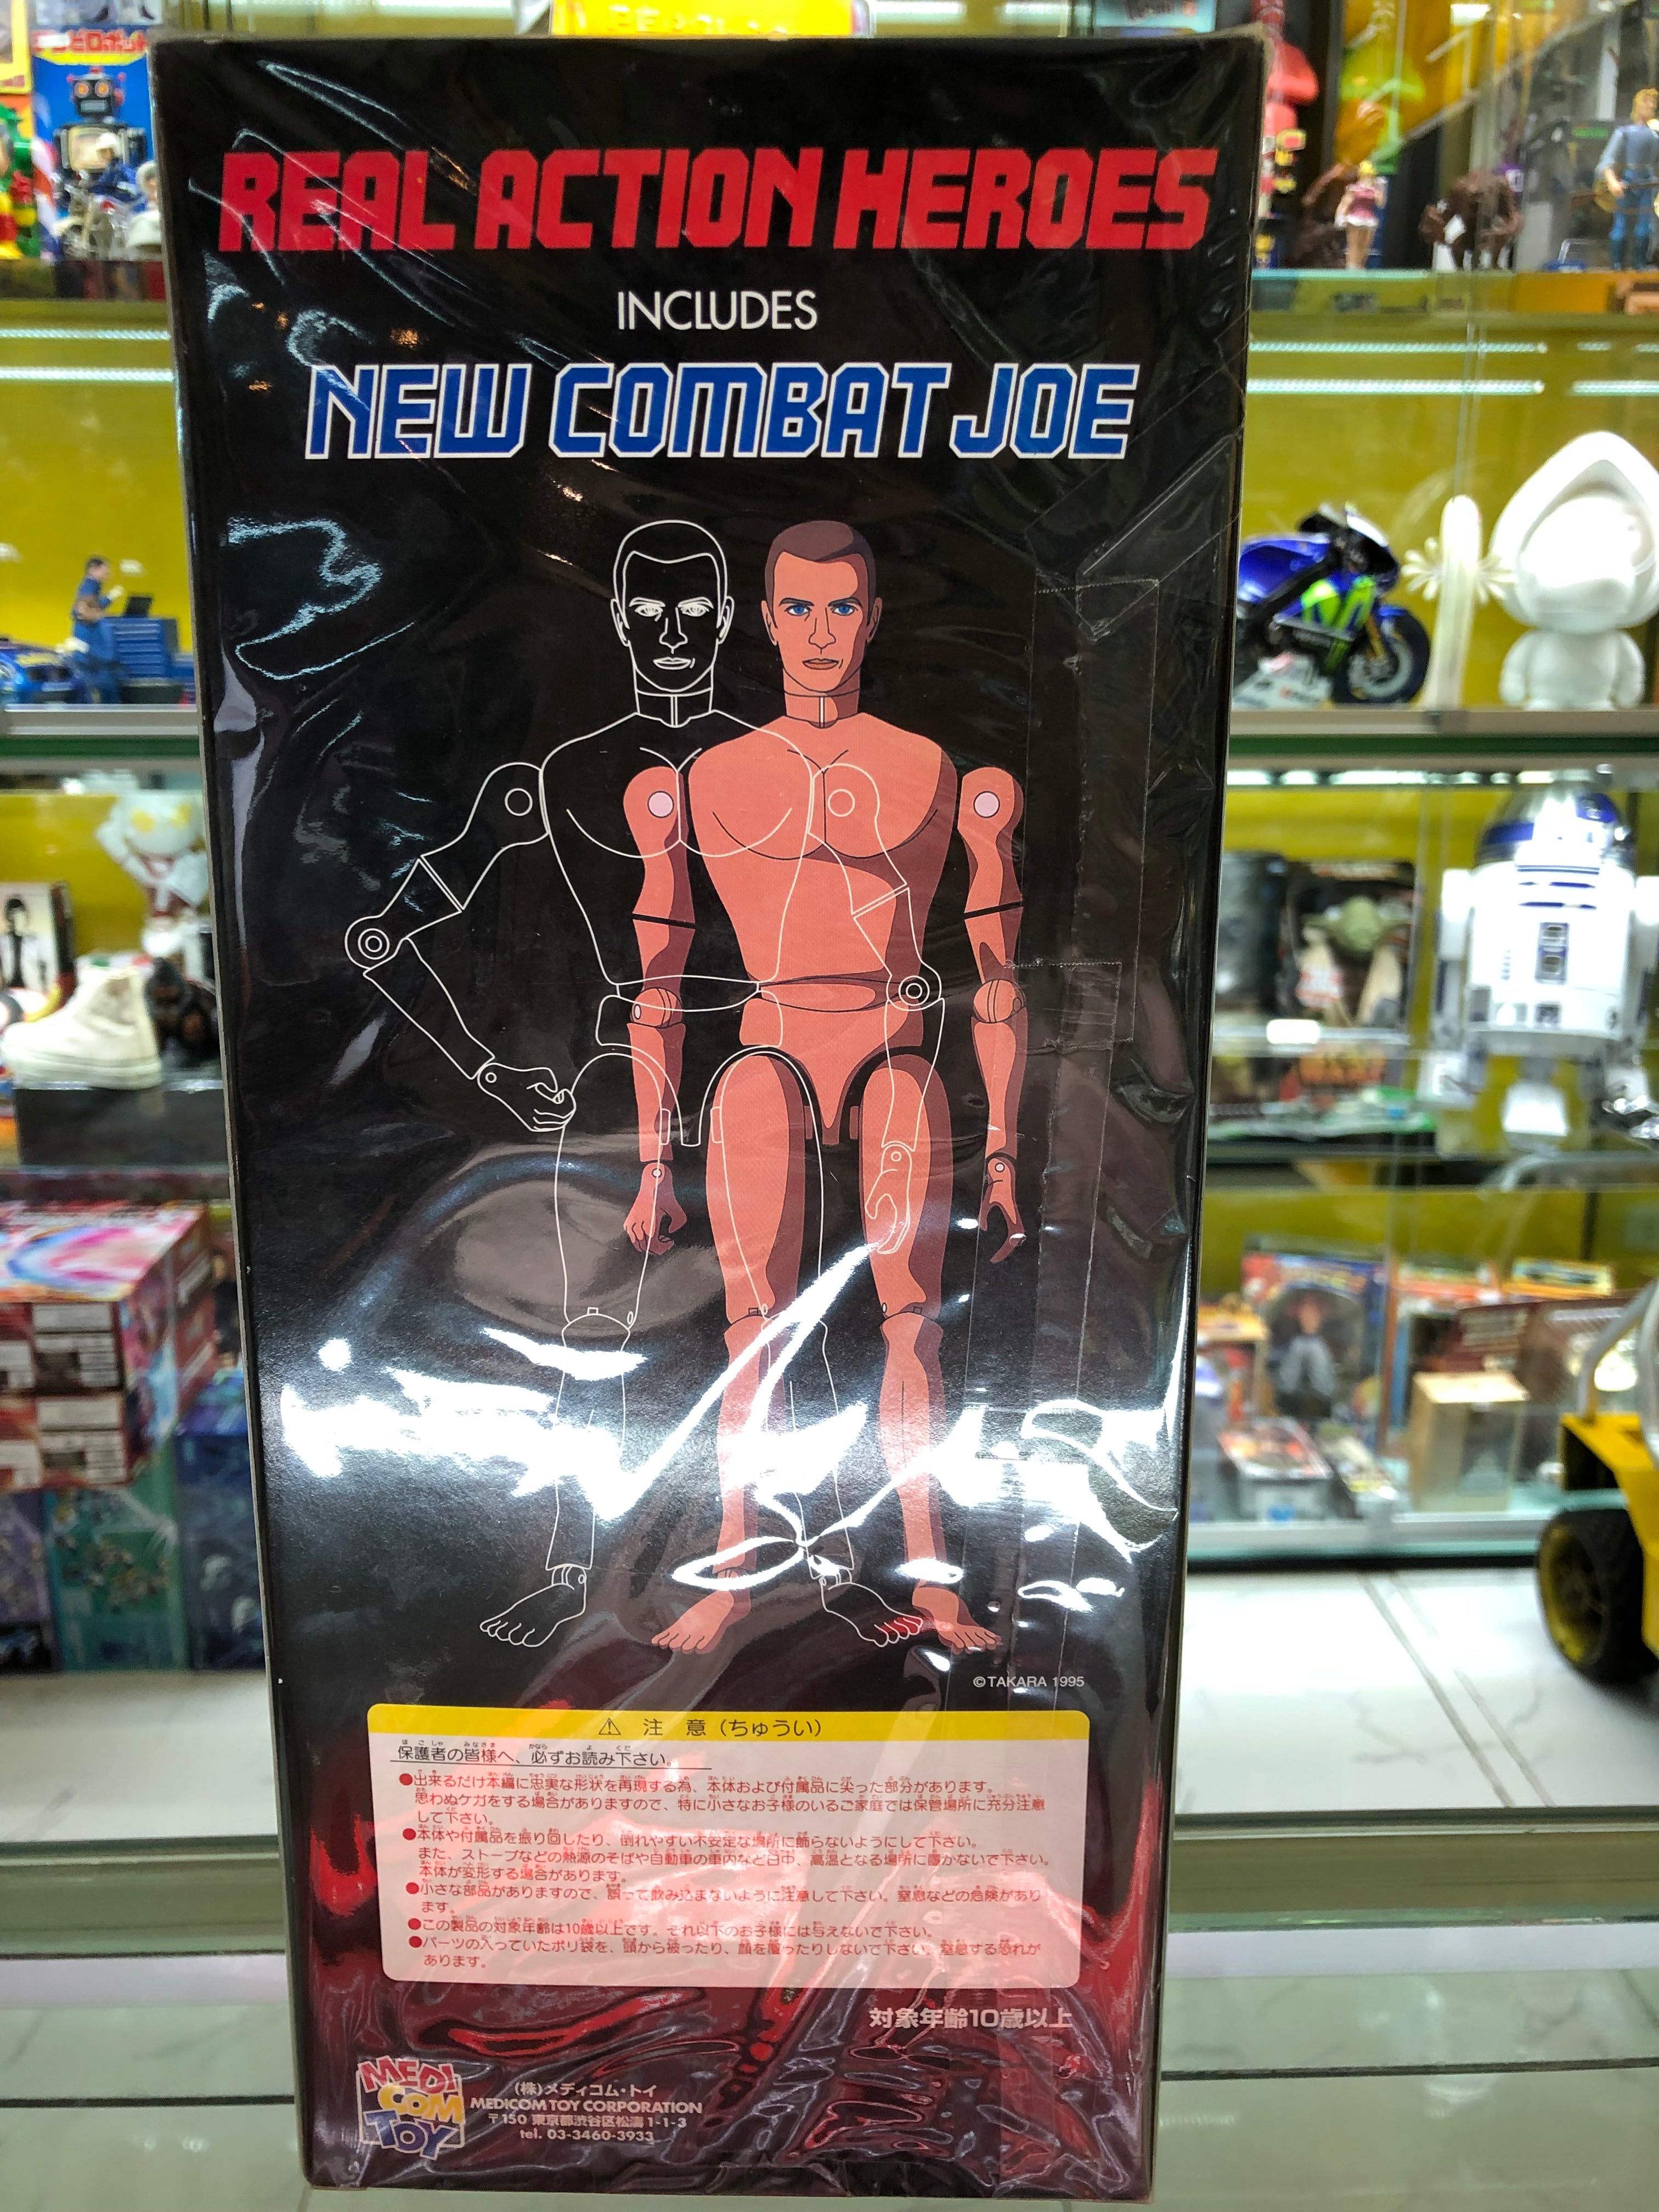 REAL ACTION HEROES
INCLUDES
NEW COMBAT JOE
©TAKARA 1995
⚠ 注 意(ちゅうい)
保護者の皆様へ、必ずお読み下さい。
●出来るだけ本編に忠実な形状を再現する為、本体および付属品に尖った部分があります。
思わぬケガをする場合がありますので、特に小さなお子様のいるご家庭では保管場所に充分注意
して下さい。
●本体や付属品を振り回したり、倒れやすい不安定な場所に飾らないようにして下さい。
また、ストーブなどの熱源のそばや自動車の車内など日中、高温となる場所に置かないで下さい。
本体が変形する場合があります。
●小さな部品がありますので、誤って飲み込まないように注意して下さい。窒息などの危険があり
ます。
●この製品の対象年齢は10歳以上です。それ以下のお子様には与えないで下さい。
●パーツの入っていたポリ袋を、頭から被ったり、顔を覆ったりしないで下さい。窒息する恐れが
あります。
対象年齢10歳以上
MEDI
COM
TOY
(株)メディコム・トイ
MEDICOM TOY CORPORATION
〒150 東京都渋谷区松濤1-1-3
tel. 03-3460-3933